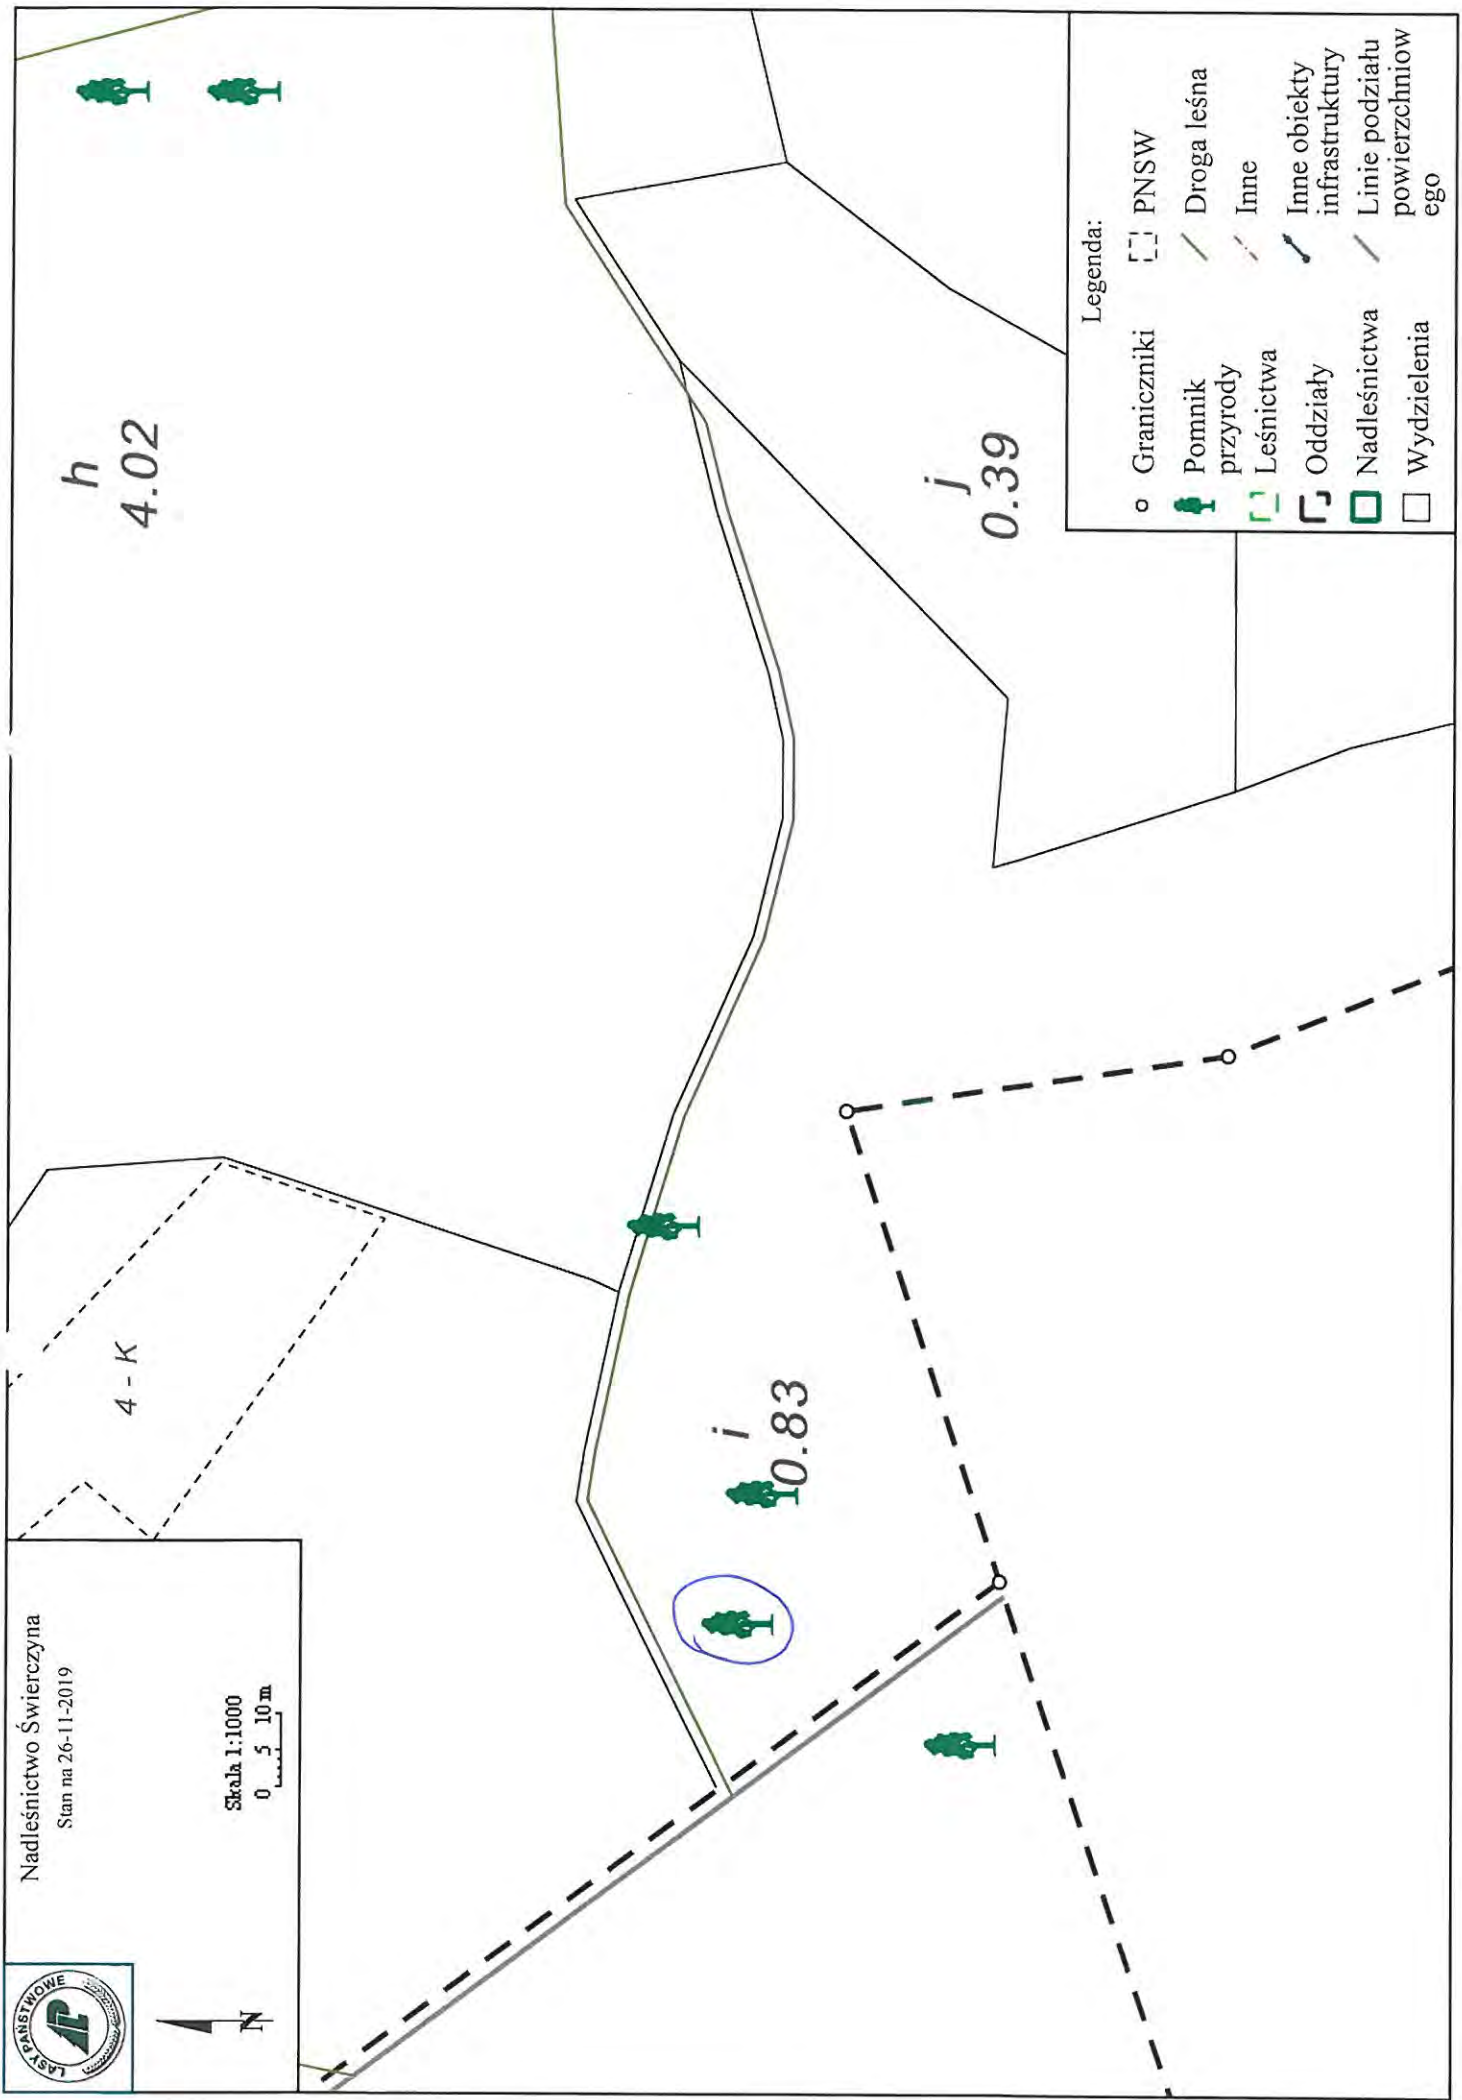 Nadleśnictwo Świerczyna
Stan na 26-11-2019
LASY PAŃSTWOWE
LP
N
Skala 1:1000
0 5 10 m
4 - K
h
4.02
i
0.83
j
0.39
Legenda:
Graniczniki
Pomnik
przyrody
Leśnictwa
Oddziały
Nadleśnictwa
Wydzielenia
PNSW
Droga leśna
Inne
Inne obiekty
infrastruktury
Linie podziału
powierzchniow
ego